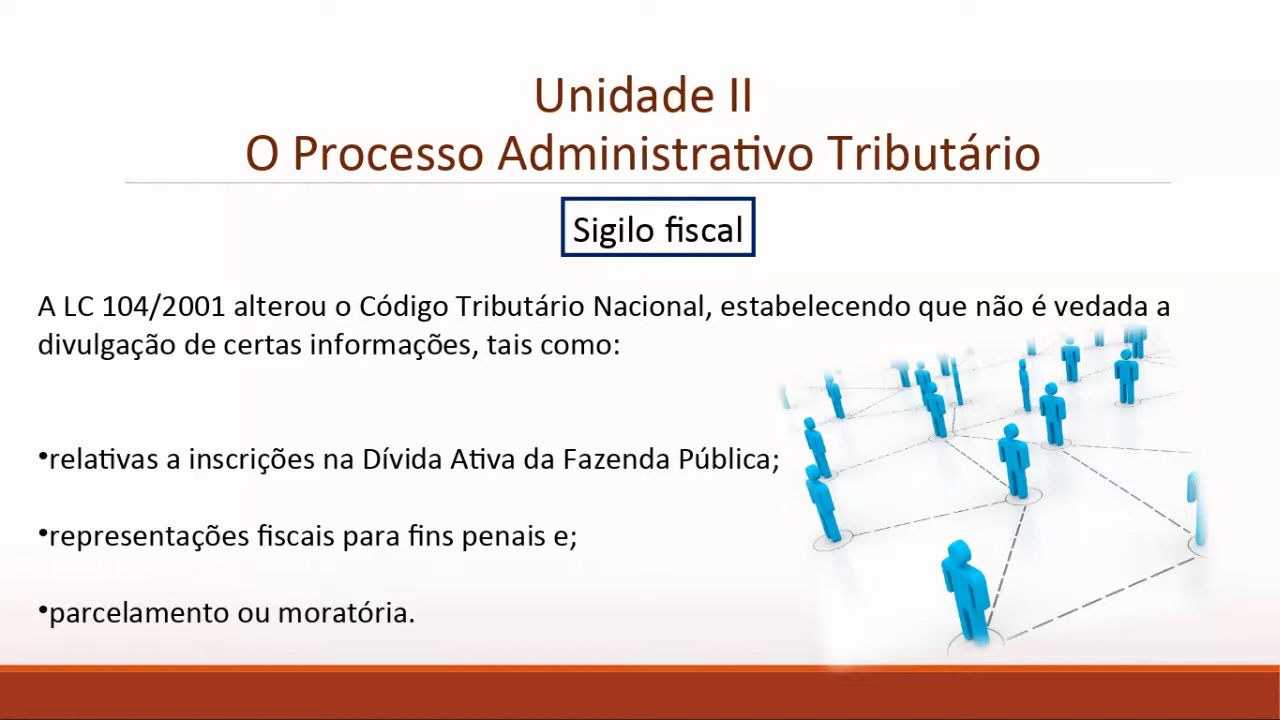 Unidade II
O Processo Administrativo Tributário
Sigilo fiscal
A LC 104/2001 alterou o Código Tributário Nacional, estabelecendo que não é vedada a
divulgação de certas informações, tais como:
•relativas a inscrições na Dívida Ativa da Fazenda Pública;
•representações fiscais para fins penais e;
•parcelamento ou moratória.